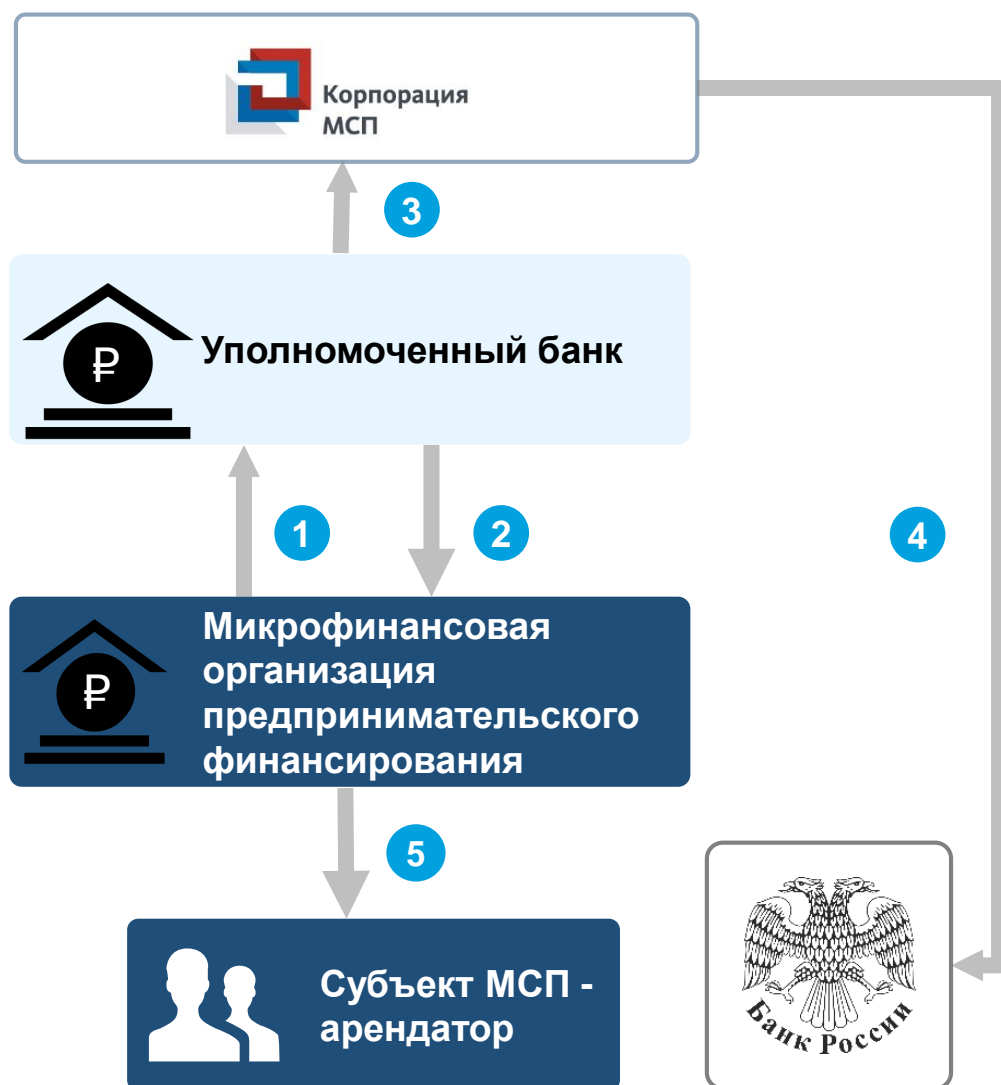 Корпорация
МСП
3
₽
Уполномоченный банк
1
2
4
₽
Микрофинансовая
организация
предпринимательского
финансирования
5
Субъект МСП -
арендатор
Банк России